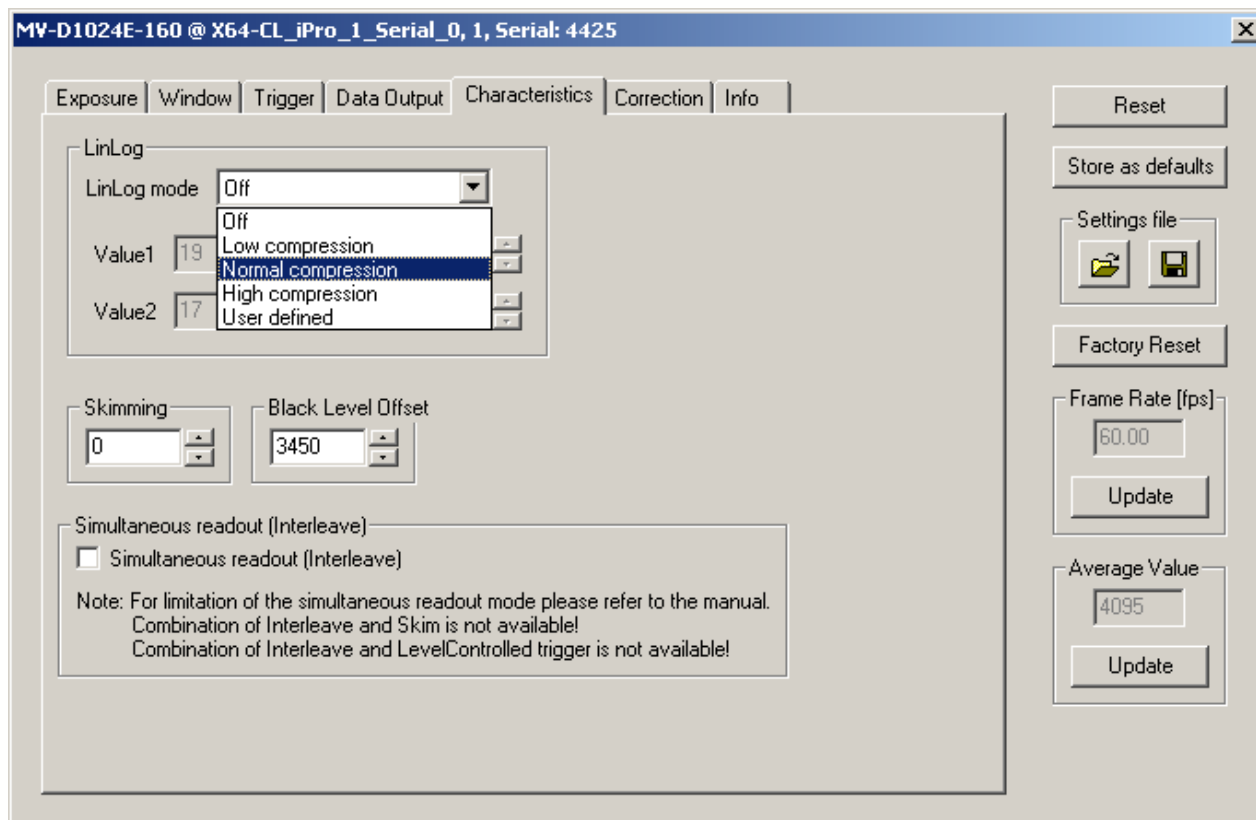 MV-D1024E-160 @ X64-CL_iPro_1_Serial_0, 1, Serial: 4425
Exposure Window Trigger Data Output Characteristics Correction Info
LinLog
LinLog mode Off
Off
Low compression
Normal compression
High compression
User defined
Value1 19
Value2 17
Skimming
0
Black Level Offset
3450
Simultaneous readout (Interleave)
Simultaneous readout (Interleave)
Note: For limitation of the simultaneous readout mode please refer to the manual.
Combination of Interleave and Skim is not available!
Combination of Interleave and LevelControlled trigger is not available!
Reset
Store as defaults
Settings file
Factory Reset
Frame Rate [fps]
60.00
Update
Average Value
4095
Update